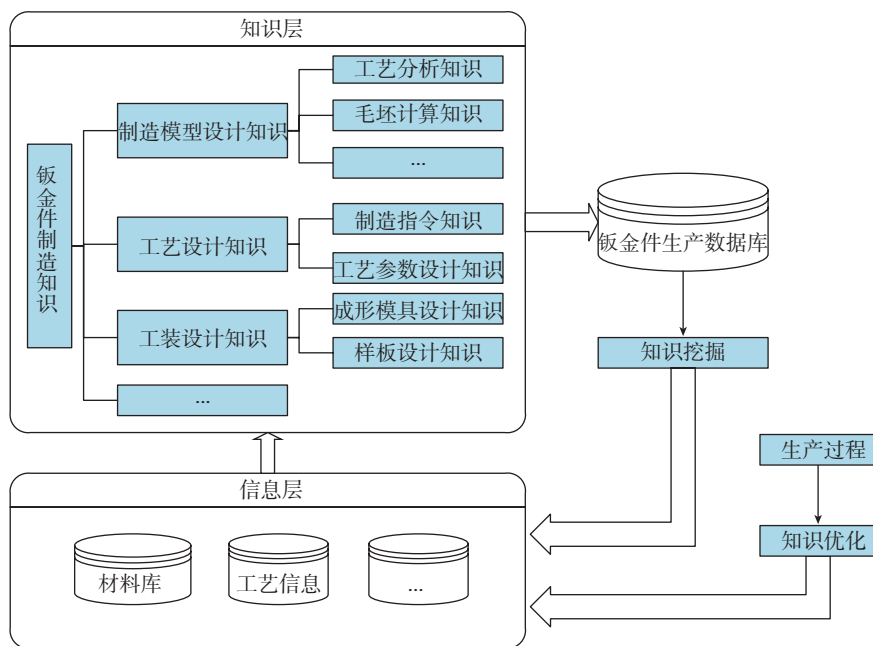 知识层
工艺分析知识
毛坯计算知识
制造模型设计知识
...
钣金件制造知识
制造指令知识
工艺设计知识
工艺参数设计知识
钣金件生产数据库
成形模具设计知识
工装设计知识
样板设计知识
知识挖掘
...
生产过程
信息层
知识优化
材料库
工艺信息
...